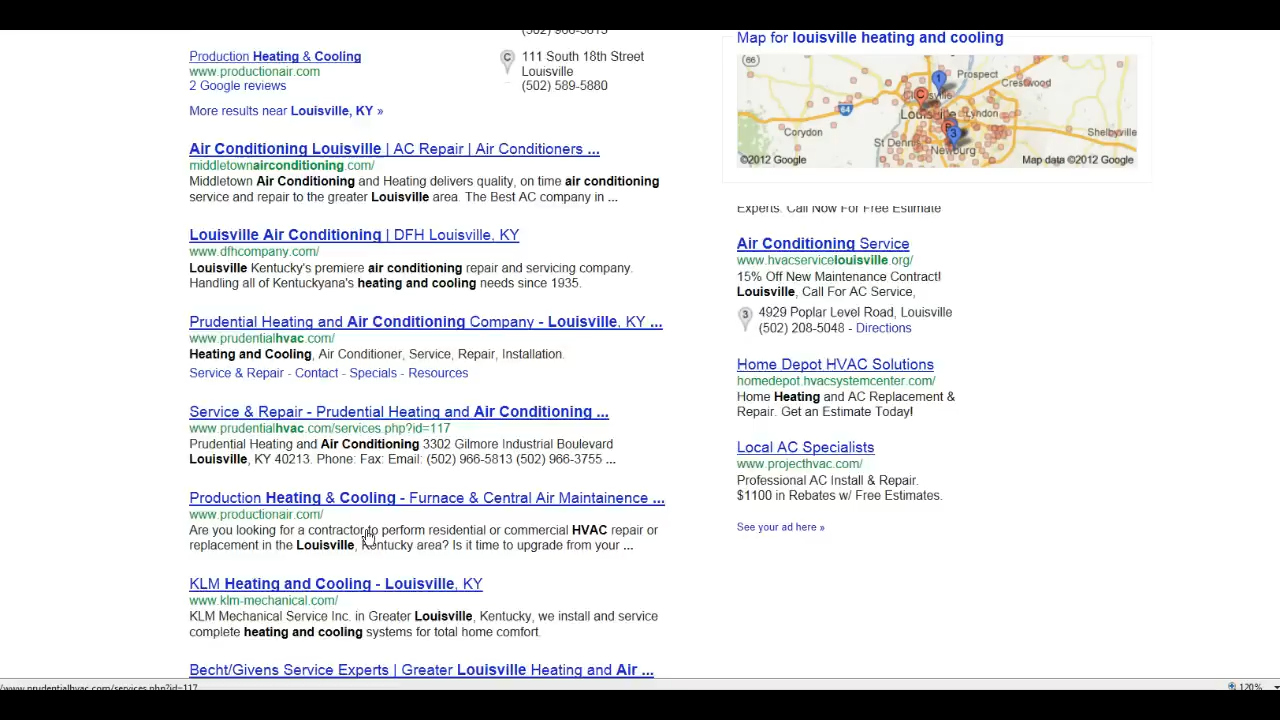 Production Heating & Cooling
www.productionair.com
2 Google reviews
111 South 18th Street
Louisville
(502) 589-5880
C
More results near Louisville, KY »
Air Conditioning Louisville | AC Repair | Air Conditioners ...
middletownairconditioning.com/
Middletown Air Conditioning and Heating delivers quality, on time air conditioning
service and repair to the greater Louisville area. The Best AC company in ...
Louisville Air Conditioning | DFH Louisville, KY
www.dfhcompany.com/
Louisville Kentucky's premiere air conditioning repair and servicing company.
Handling all of Kentuckyana's heating and cooling needs since 1935.
Prudential Heating and Air Conditioning Company - Louisville, KY ...
www.prudentialhvac.com/
Heating and Cooling, Air Conditioner, Service, Repair, Installation.
Service & Repair - Contact - Specials - Resources
Service & Repair - Prudential Heating and Air Conditioning ...
www.prudentialhvac.com/services.php?id=117
Prudential Heating and Air Conditioning 3302 Gilmore Industrial Boulevard
Louisville, KY 40213. Phone: Fax: Email: (502) 966-5813 (502) 966-3755 ...
Production Heating & Cooling - Furnace & Central Air Maintainence ...
www.productionair.com/
Are you looking for a contractor to perform residential or commercial HVAC repair or
replacement in the Louisville, Kentucky area? Is it time to upgrade from your ...
KLM Heating and Cooling - Louisville, KY
www.klm-mechanical.com/
KLM Mechanical Service Inc. in Greater Louisville, Kentucky, we install and service
complete heating and cooling systems for total home comfort.
Becht/Givens Service Experts | Greater Louisville Heating and Air ...
Map for louisville heating and cooling
66
Prospect
Crestwood
1
C
64
Louisville
Lyndon
Corydon
3
St Denn
Newburg
Shelbyville
©2012 Google
Map data ©2012 Google
Experts. Call Now For Free Estimate
Air Conditioning Service
www.hvacservicelouisville.org/
15% Off New Maintenance Contract!
Louisville, Call For AC Service,
3
4929 Poplar Level Road, Louisville
(502) 208-5048 - Directions
Home Depot HVAC Solutions
homedepot.hvacsystemcenter.com/
Home Heating and AC Replacement &
Repair. Get an Estimate Today!
Local AC Specialists
www.projecthvac.com/
Professional AC Install & Repair.
$1100 in Rebates w/ Free Estimates.
See your ad here »
/www.prudentialhvac.com/services.php?id=117
120%